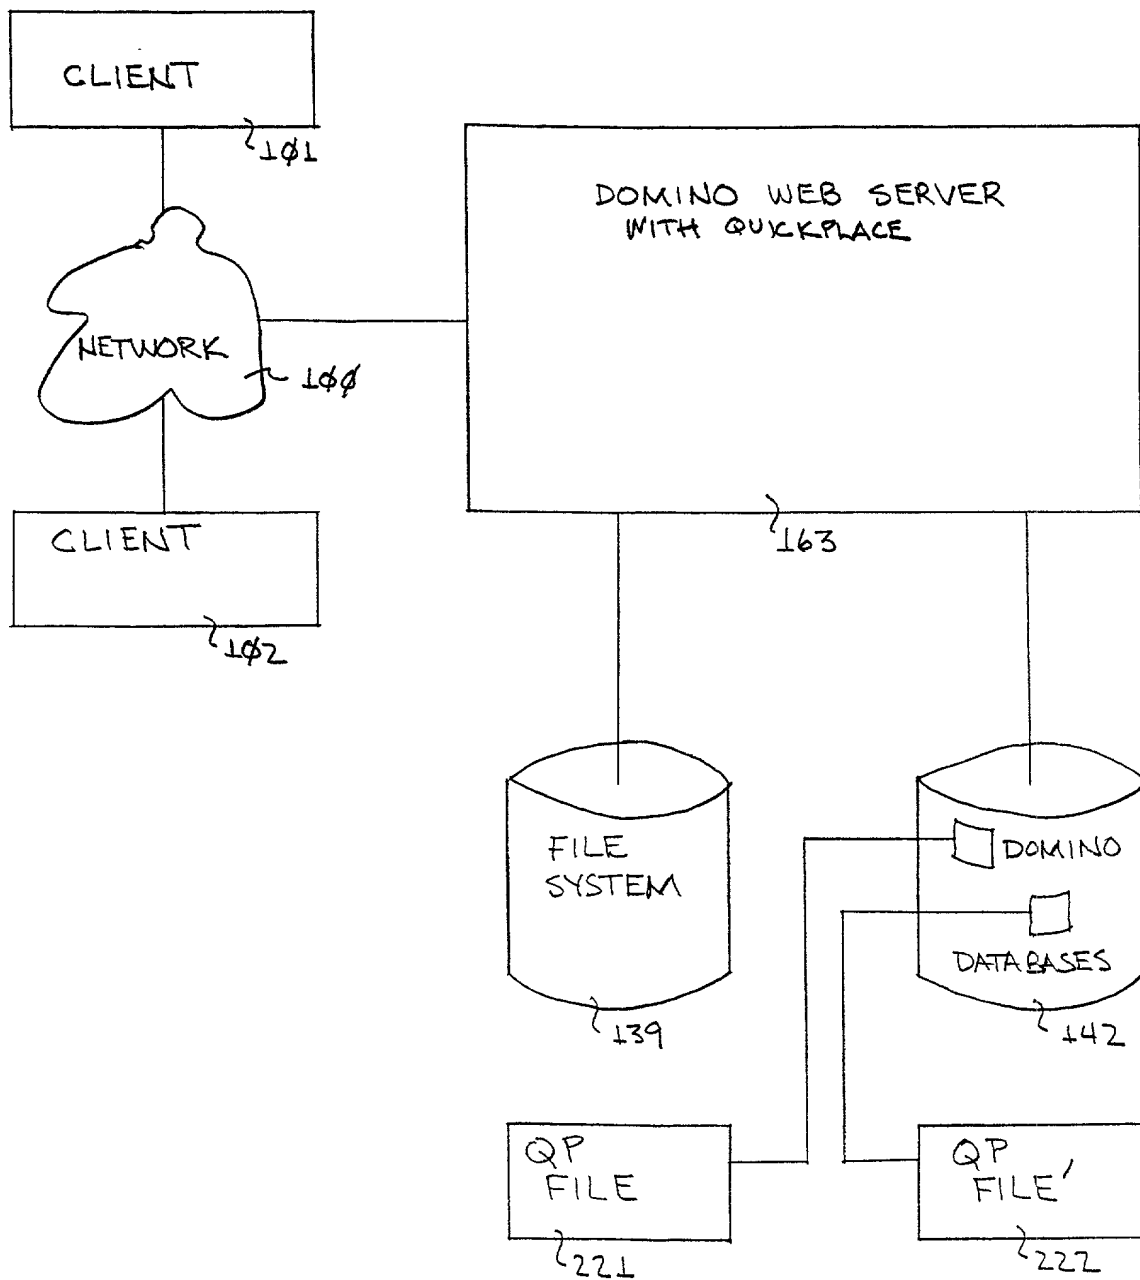 CLIENT
101
DOMINO WEB SERVER
WITH QUICKPLACE
NETWORK
100
CLIENT
163
102
FILE
SYSTEM
DOMINO
DATABASES
139
142
QP
FILE
QP
FILE'
221
222